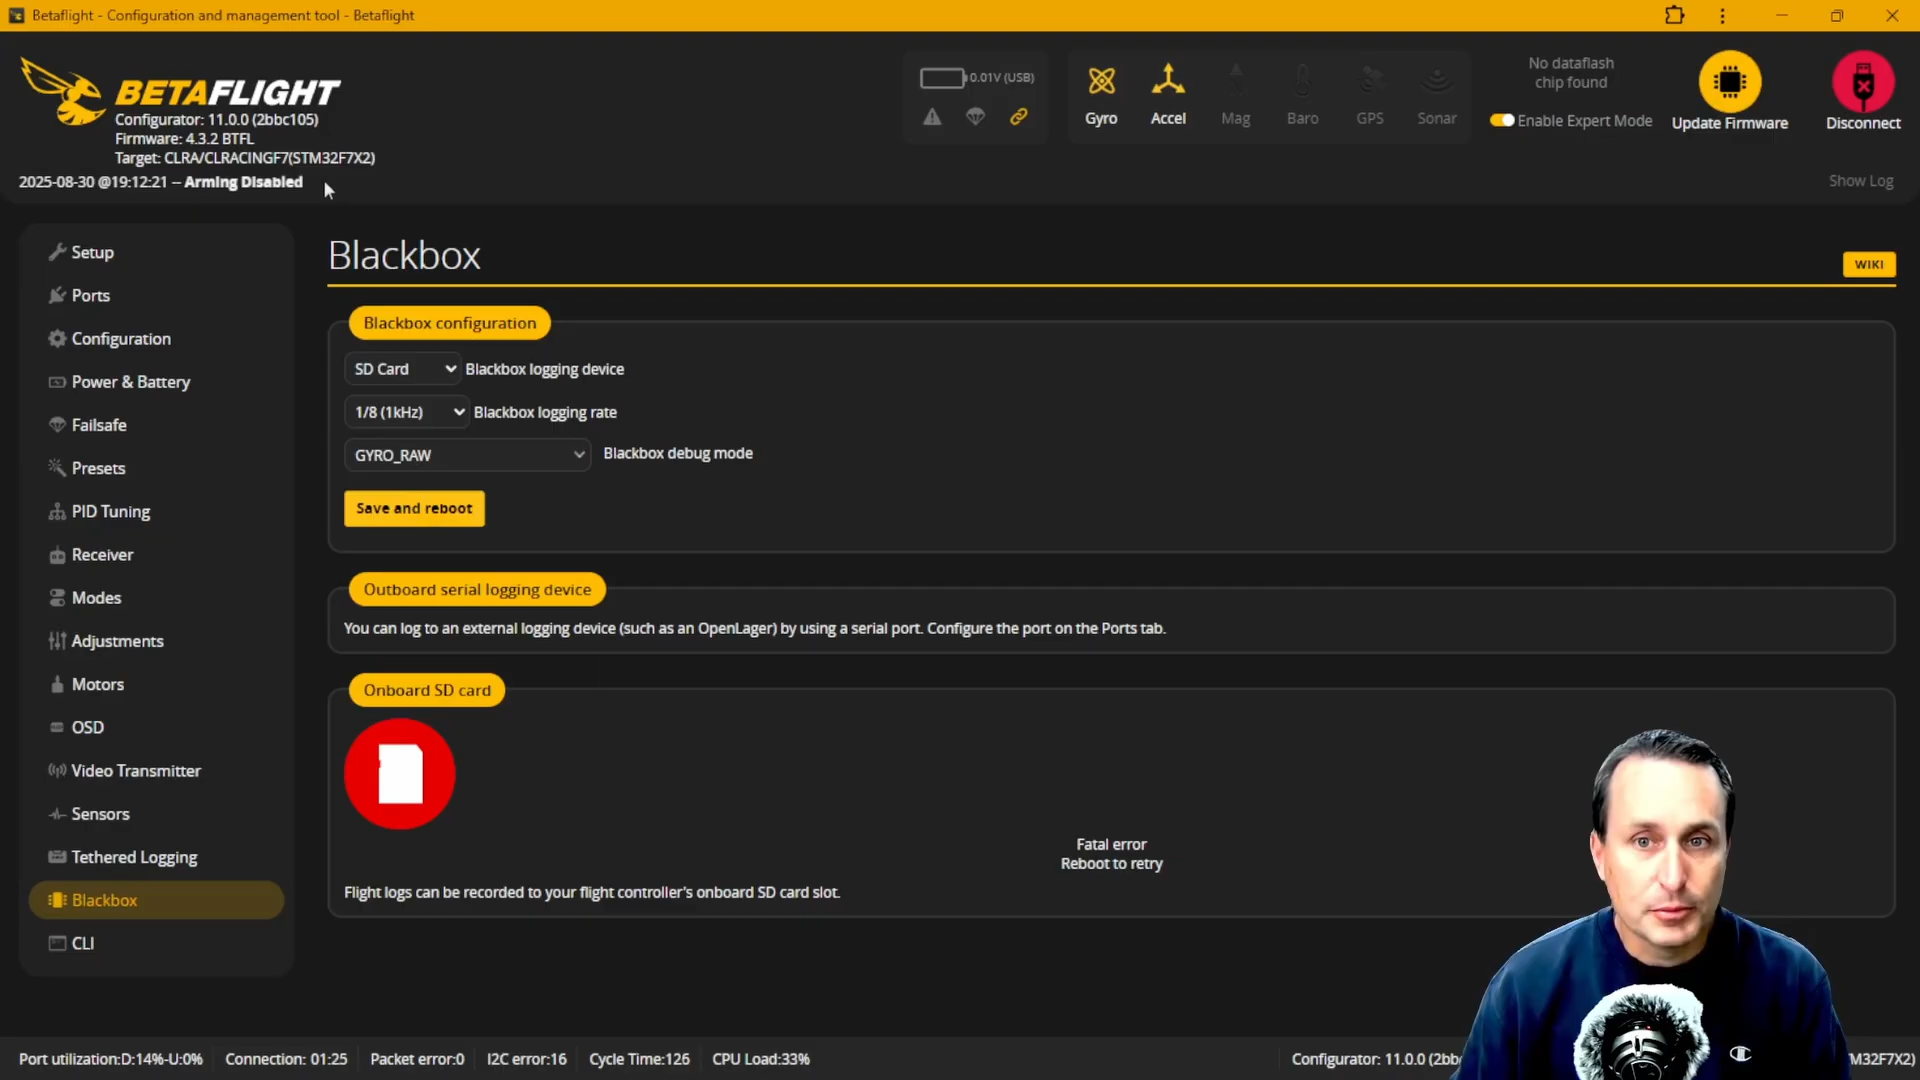 Betaflight - Configuration and management tool - Betaflight
BETAFLIGHT
Configurator: 11.0.0 (2bbc105)
Firmware: 4.3.2 BTFL
Target: CLRA/CLRACINGF7(STM32F7X2)
2025-08-30 @19:12:21 -- Arming Disabled
0.01V (USB)
Gyro
Accel
Mag
Baro
GPS
Sonar
No dataflash
chip found
Enable Expert Mode
Update Firmware
Disconnect
Show Log
Setup
Ports
Configuration
Power & Battery
Failsafe
Presets
PID Tuning
Receiver
Modes
Adjustments
Motors
OSD
Video Transmitter
Sensors
Tethered Logging
Blackbox
CLI
Blackbox
WIKI
Blackbox configuration
SD Card Blackbox logging device
1/8 (1kHz) Blackbox logging rate
GYRO_RAW Blackbox debug mode
Save and reboot
Outboard serial logging device
You can log to an external logging device (such as an OpenLager) by using a serial port. Configure the port on the Ports tab.
Onboard SD card
Fatal error
Reboot to retry
Flight logs can be recorded to your flight controller's onboard SD card slot.
Port utilization:D:14%-U:0% Connection: 01:25 Packet error:0 I2C error:16 Cycle Time:126 CPU Load:33% Configurator: 11.0.0 (2bb M32F7X2)